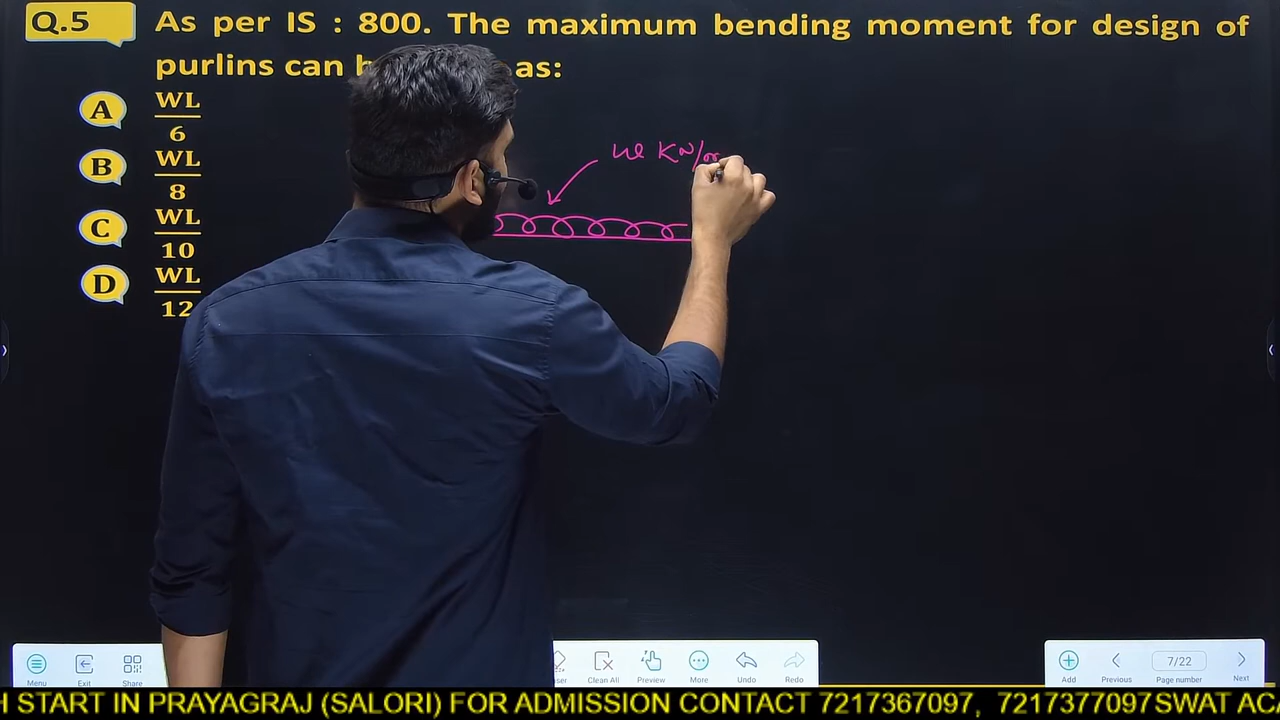 Q.5
As per IS : 800. The maximum bending moment for design of
purlins can as:
A WL/6
B WL/8
C WL/10
D WL/12
Menu Exit Share Clean All Preview More Undo Redo Add Previous Page number Next
7/22
START IN PRAYAGRAJ (SALORI) FOR ADMISSION CONTACT 7217367097, 7217377097 SWAT